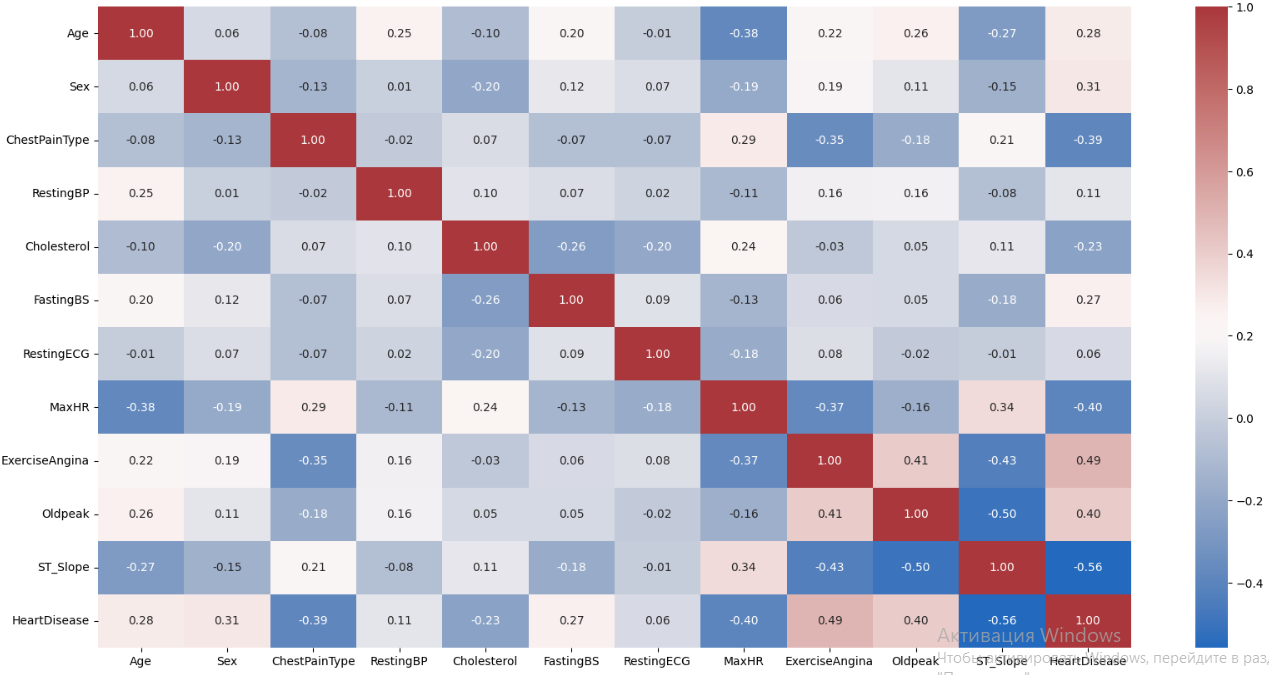 1.0
Age 1.00 0.06 -0.08 0.25 -0.10 0.20 -0.01 -0.38 0.22 0.26 -0.27 0.28
0.8
Sex 0.06 1.00 -0.13 0.01 -0.20 0.12 0.07 -0.19 0.19 0.11 -0.15 0.31
ChestPainType -0.08 -0.13 1.00 -0.02 0.07 -0.07 -0.07 0.29 -0.35 -0.18 0.21 -0.39
0.6
RestingBP 0.25 0.01 -0.02 1.00 0.10 0.07 0.02 -0.11 0.16 0.16 -0.08 0.11
Cholesterol -0.10 -0.20 0.07 0.10 1.00 -0.26 -0.20 0.24 -0.03 0.05 0.11 -0.23
0.4
FastingBS 0.20 0.12 -0.07 0.07 -0.26 1.00 0.09 -0.13 0.06 0.05 -0.18 0.27
0.2
RestingECG -0.01 0.07 -0.07 0.02 -0.20 0.09 1.00 -0.18 0.08 -0.02 -0.01 0.06
MaxHR -0.38 -0.19 0.29 -0.11 0.24 -0.13 -0.18 1.00 -0.37 -0.16 0.34 -0.40
0.0
ExerciseAngina 0.22 0.19 -0.35 0.16 -0.03 0.06 0.08 -0.37 1.00 0.41 -0.43 0.49
−0.2
Oldpeak 0.26 0.11 -0.18 0.16 0.05 0.05 -0.02 -0.16 0.41 1.00 -0.50 0.40
ST_Slope -0.27 -0.15 0.21 -0.08 0.11 -0.18 -0.01 0.34 -0.43 -0.50 1.00 -0.56
−0.4
HeartDisease 0.28 0.31 -0.39 0.11 -0.23 0.27 0.06 -0.40 0.49 0.40 -0.56 1.00
Активация Windows
Чтобы активировать Windows, перейдите в раз,
Age Sex ChestPainType RestingBP Cholesterol FastingBS RestingECG MaxHR ExerciseAngina Oldpeak ST_Slope HeartDisease